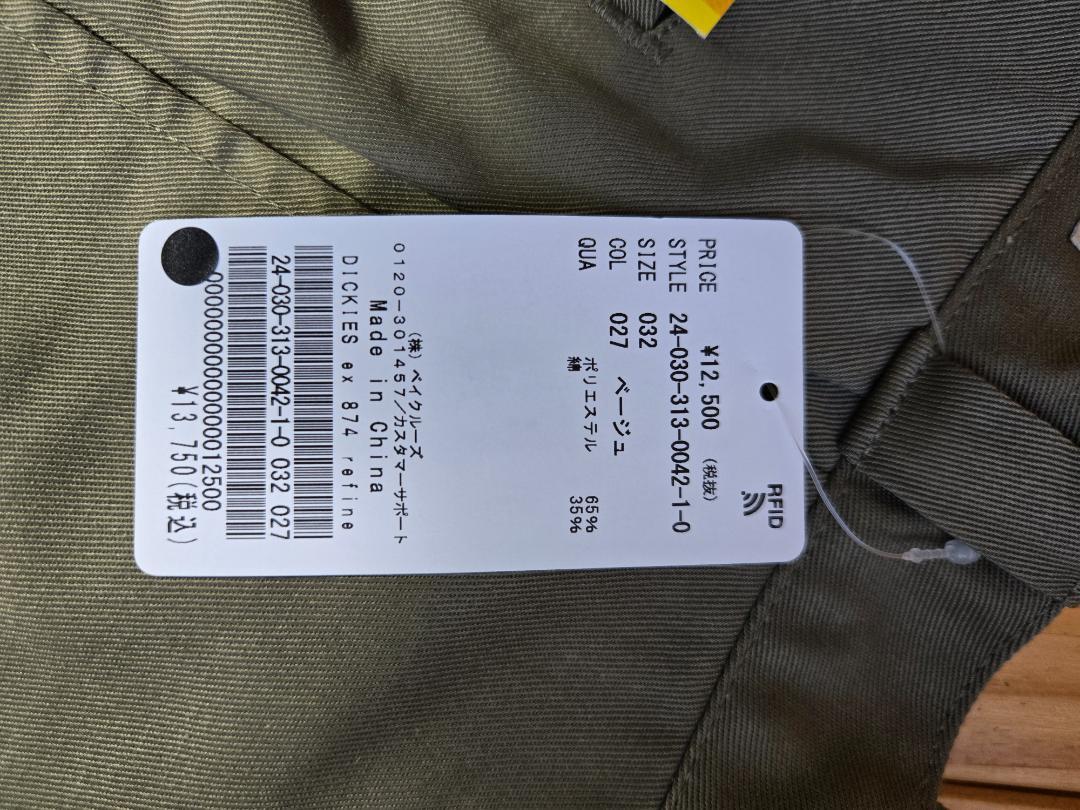 RFID
PRICE ¥12,500 (税抜)
STYLE 24-030-313-0042-1-0
SIZE 032
COL 027 ベージュ
QUA ポリエステル 65%
綿 35%
(株)ベイクルーズ
0120-301457/カスタマーサポート
Made in China
DICKIES ex 874 refine
24-030-313-0042-1-0 032 027
0000000000000000012500
¥13,750(税込)